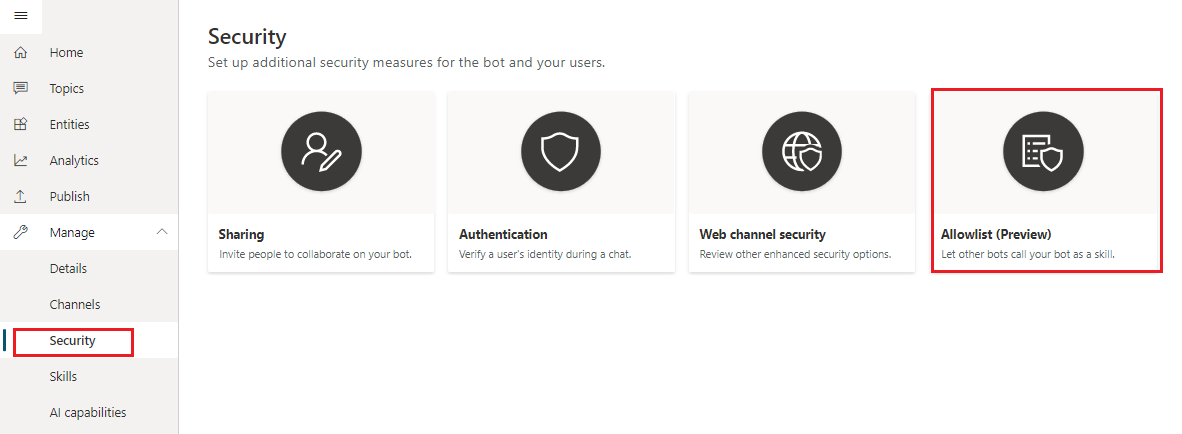 Home
Topics
Entities
Analytics
Publish
Manage
Details
Channels
Security
Skills
AI capabilities
Security
Set up additional security measures for the bot and your users.
Sharing
Invite people to collaborate on your bot.
Authentication
Verify a user's identity during a chat.
Web channel security
Review other enhanced security options.
Allowlist (Preview)
Let other bots call your bot as a skill.